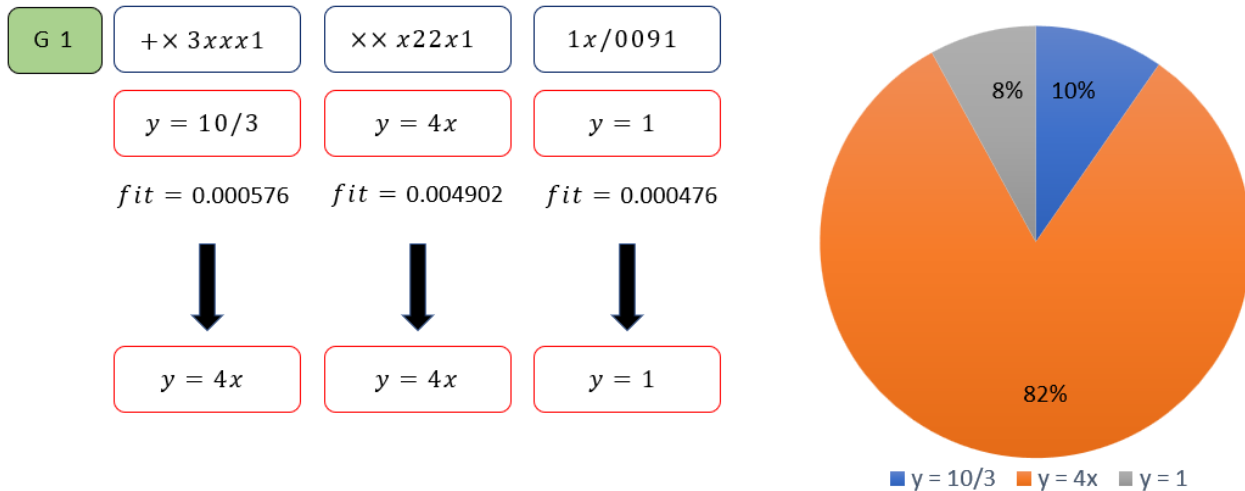 G 1
+× 3xxx1
×× x22x1
1x/0091
y = 10/3
y = 4x
y = 1
fit = 0.000576
fit = 0.004902
fit = 0.000476
y = 4x
y = 4x
y = 1
8%
10%
82%
y = 10/3
y = 4x
y = 1